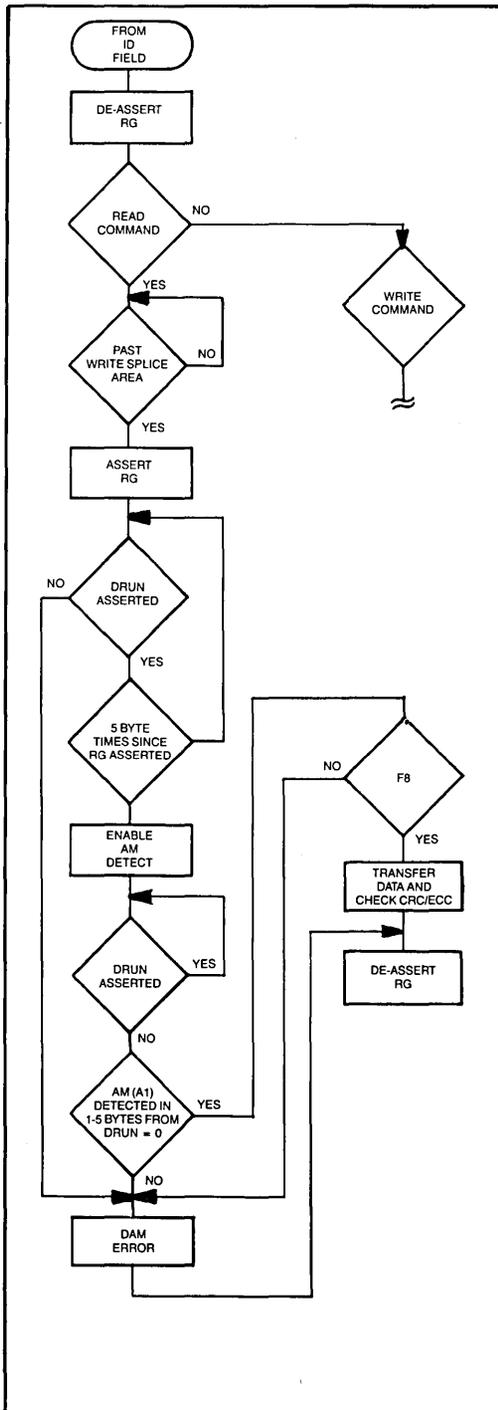 FROM
ID
FIELD
DE-ASSERT
RG
READ
COMMAND
NO
YES
WRITE
COMMAND
PAST
WRITE SPLICE
AREA
NO
YES
ASSERT
RG
NO
DRUN
ASSERTED
YES
5 BYTE
TIMES SINCE
RG ASSERTED
ENABLE
AM
DETECT
DRUN
ASSERTED
YES
NO
AM (A1)
DETECTED IN
1-5 BYTES FROM
DRUN = 0
YES
NO
DAM
ERROR
NO
F8
YES
TRANSFER
DATA AND
CHECK CRC/ECC
DE-ASSERT
RG